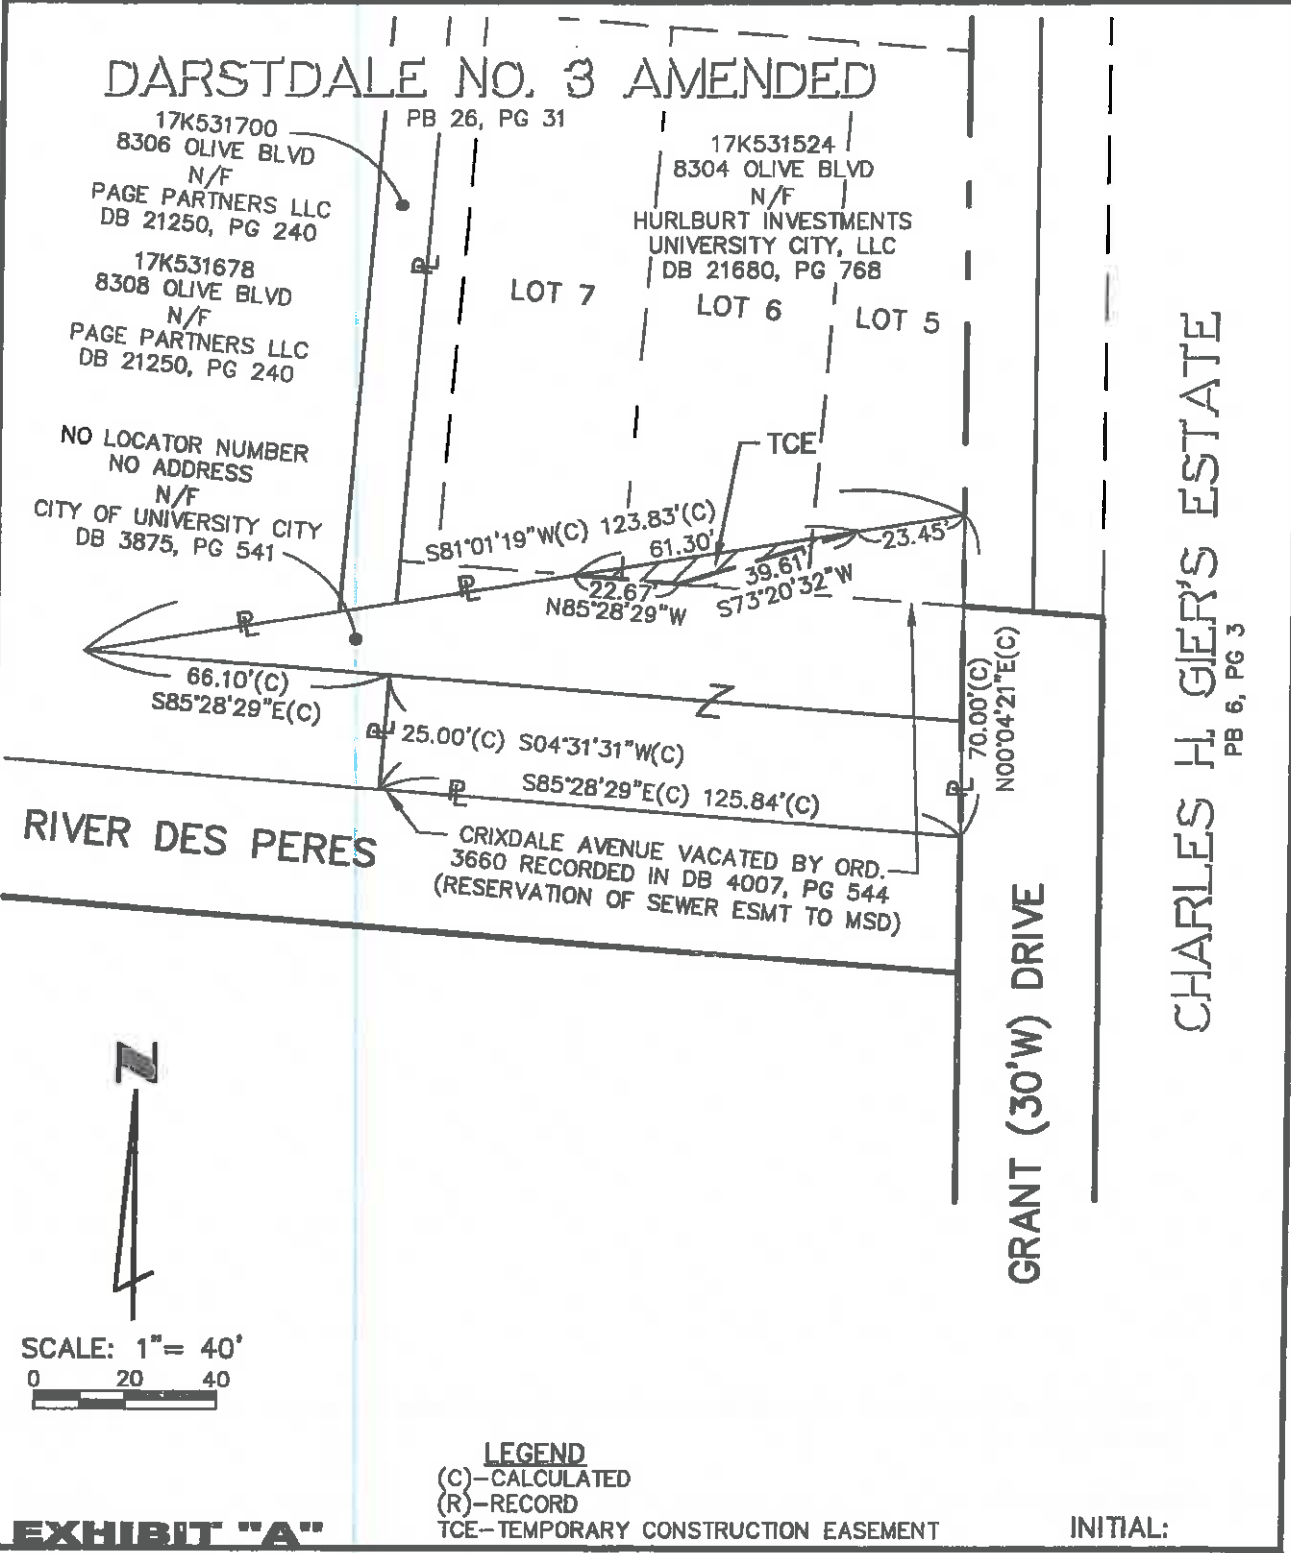 DARSTDALE NO. 3 AMENDED
PB 26, PG 31
17K531700
8306 OLIVE BLVD
N/F
PAGE PARTNERS LLC
DB 21250, PG 240
17K531678
8308 OLIVE BLVD
N/F
PAGE PARTNERS LLC
DB 21250, PG 240
NO LOCATOR NUMBER
NO ADDRESS
N/F
CITY OF UNIVERSITY CITY
DB 3875, PG 541
17K531524
8304 OLIVE BLVD
N/F
HURLBURT INVESTMENTS
UNIVERSITY CITY, LLC
DB 21680, PG 768
LOT 7
LOT 6
LOT 5
TCE
S81°01'19"W(C) 123.83'(C)
61.30'
23.45'
22.67'
N85°28'29"W
39.61'
S73°20'32"W
PL
PL
PL
66.10'(C)
S85°28'29"E(C)
PL
25.00'(C) S04°31'31"W(C)
PL
S85°28'29"E(C) 125.84'(C)
PL
70.00'(C)
N00°04'21"E(C)
CRIXDALE AVENUE VACATED BY ORD.
3660 RECORDED IN DB 4007, PG 544
(RESERVATION OF SEWER ESMT TO MSD)
RIVER DES PERES
GRANT (30'W) DRIVE
CHARLES H. GIER'S ESTATE
PB 6, PG 3
N
SCALE: 1"= 40'
0 20 40
LEGEND
(C)-CALCULATED
(R)-RECORD
TCE-TEMPORARY CONSTRUCTION EASEMENT
EXHIBIT "A"
INITIAL: